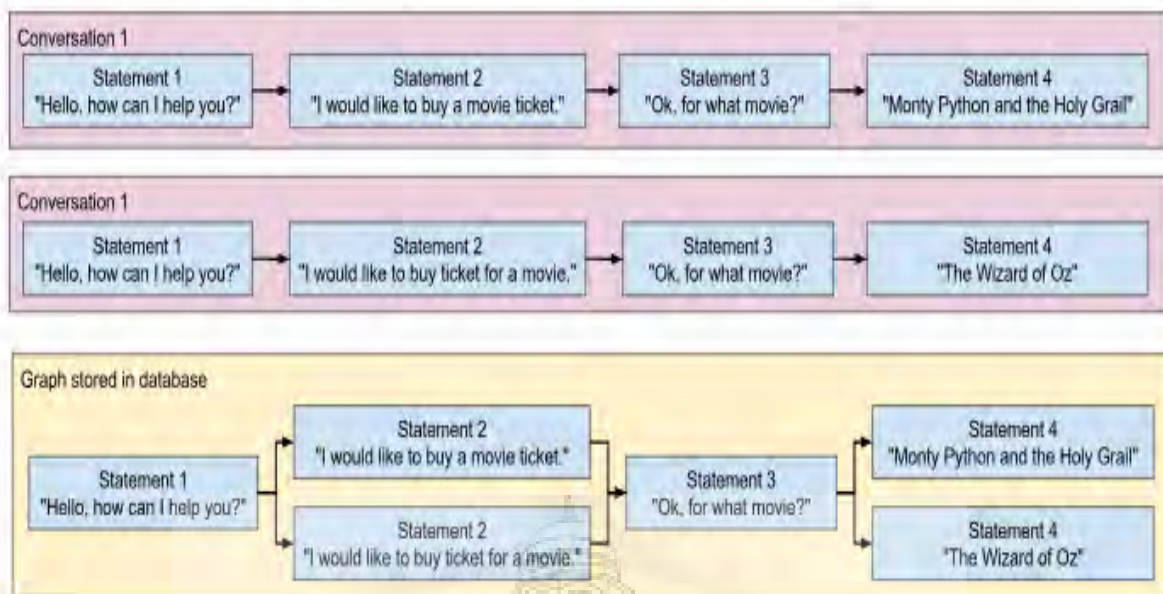 Conversation 1
Statement 1
"Hello, how can I help you?"
Statement 2
"I would like to buy a movie ticket."
Statement 3
"Ok, for what movie?"
Statement 4
"Monty Python and the Holy Grail"
Conversation 1
Statement 1
"Hello, how can I help you?"
Statement 2
"I would like to buy ticket for a movie."
Statement 3
"Ok, for what movie?"
Statement 4
"The Wizard of Oz"
Graph stored in database
Statement 1
"Hello, how can I help you?"
Statement 2
"I would like to buy a movie ticket."
Statement 2
"I would like to buy ticket for a movie."
Statement 3
"Ok, for what movie?"
Statement 4
"Monty Python and the Holy Grail"
Statement 4
"The Wizard of Oz"